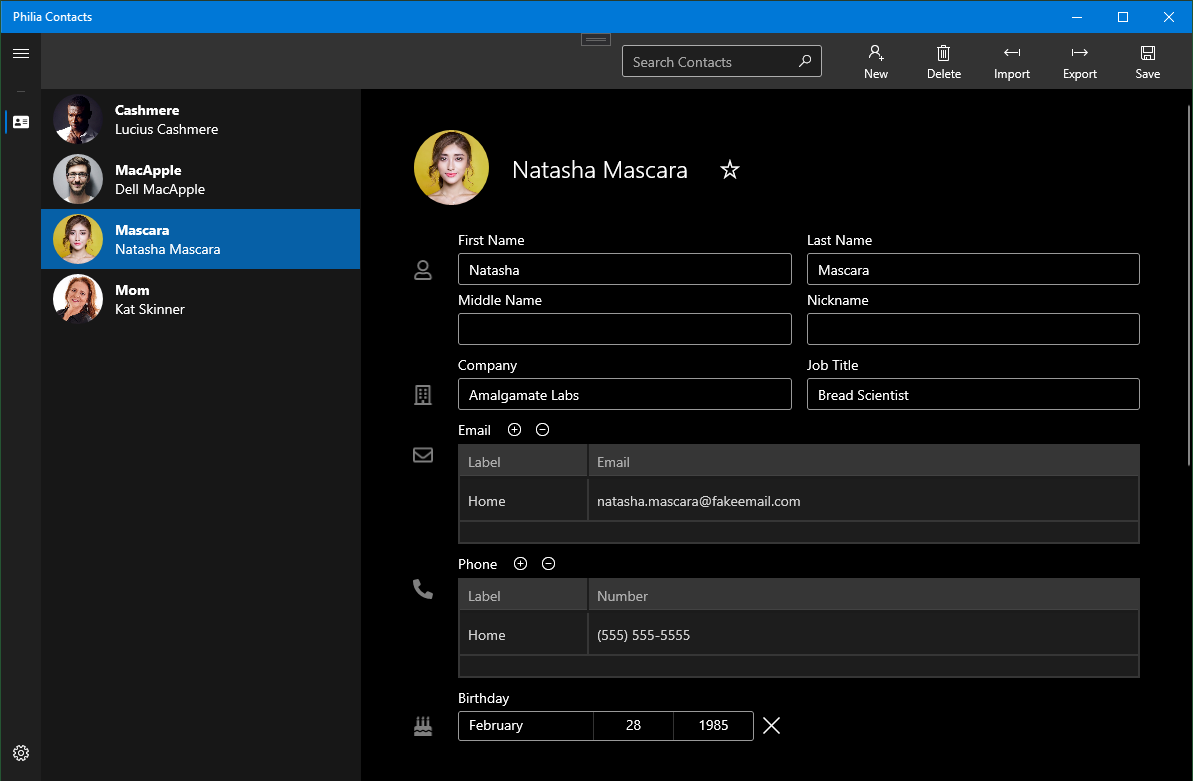 Philia Contacts
Search Contacts
New
Delete
Import
Export
Save
Cashmere
Lucius Cashmere
MacApple
Dell MacApple
Mascara
Natasha Mascara
Mom
Kat Skinner
Natasha Mascara
First Name
Last Name
Natasha
Mascara
Middle Name
Nickname
Company
Job Title
Amalgamate Labs
Bread Scientist
Email
Label
Email
Home
natasha.mascara@fakeemail.com
Phone
Label
Number
Home
(555) 555-5555
Birthday
February
28
1985